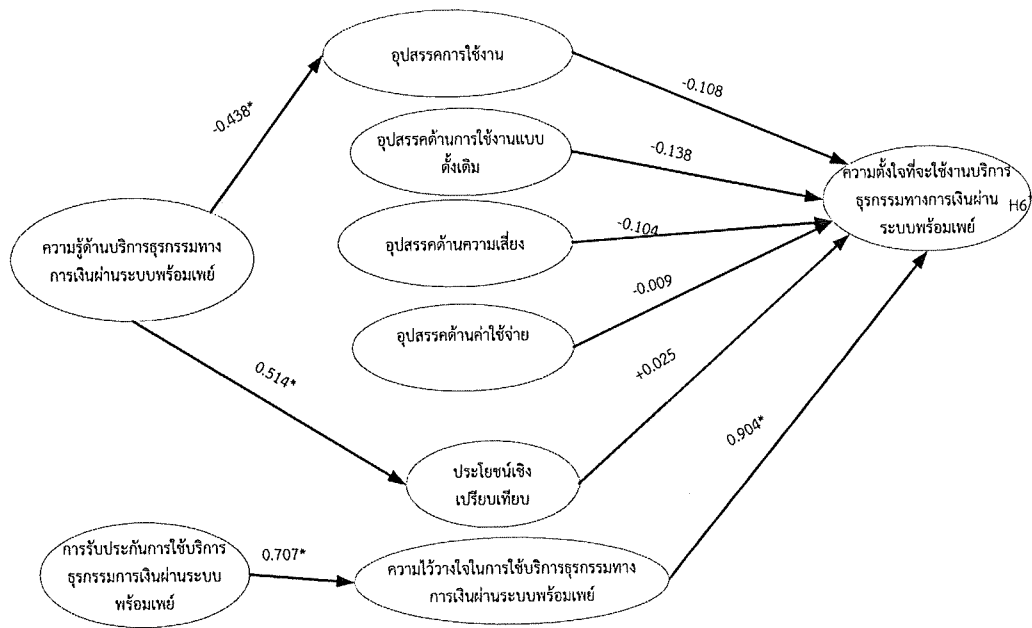 อุปสรรคการใช้งาน
-0.438*
-0.108
อุปสรรคด้านการใช้งานแบบ
ดั้งเดิม
-0.138
ความตั้งใจที่จะใช้งานบริการ
ธุรกรรมทางการเงินผ่าน
ระบบพร้อมเพย์
H6
ความรู้ด้านบริการธุรกรรมทาง
การเงินผ่านระบบพร้อมเพย์
อุปสรรคด้านความเสี่ยง
-0.104
-0.009
อุปสรรคด้านค่าใช้จ่าย
0.514*
+0.025
0.904*
ประโยชน์เชิง
เปรียบเทียบ
การรับประกันการใช้บริการ
ธุรกรรมการเงินผ่านระบบ
พร้อมเพย์
0.707*
ความไว้วางใจในการใช้บริการธุรกรรมทาง
การเงินผ่านระบบพร้อมเพย์